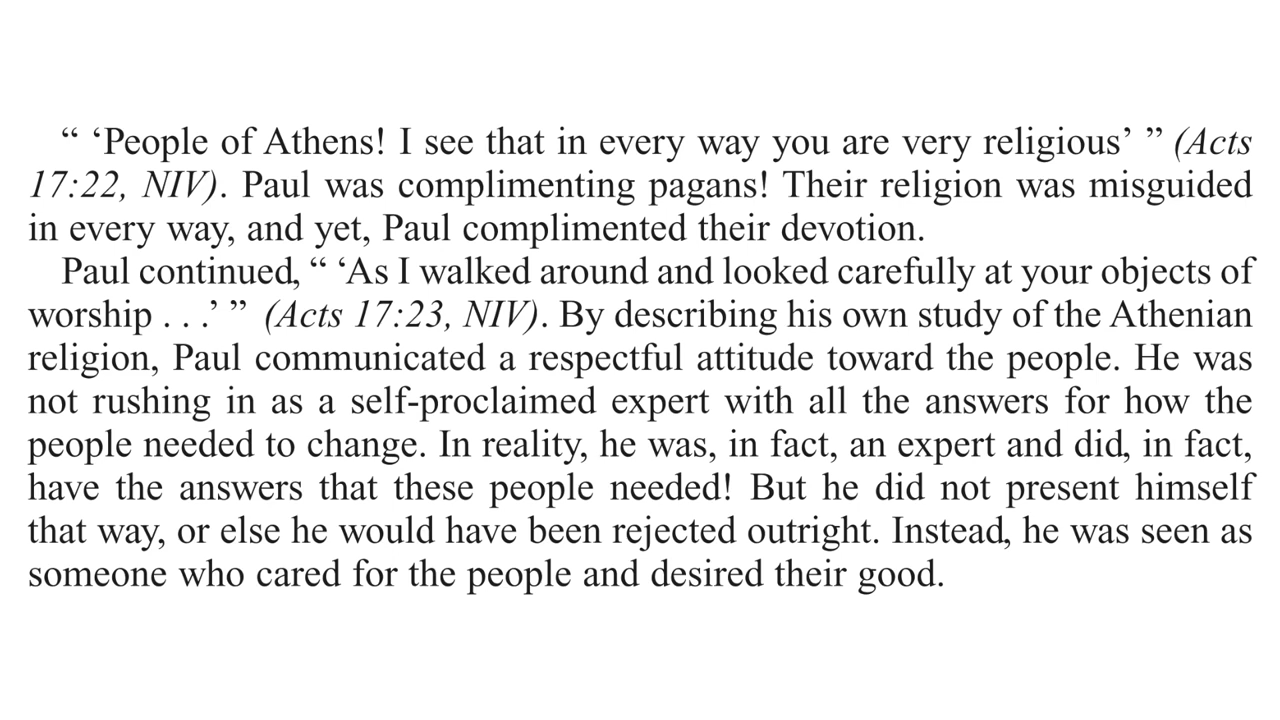 “ ‘People of Athens! I see that in every way you are very religious’ ” (Acts
17:22, NIV). Paul was complimenting pagans! Their religion was misguided
in every way, and yet, Paul complimented their devotion.
Paul continued, “ ‘As I walked around and looked carefully at your objects of
worship . . .’ ” (Acts 17:23, NIV). By describing his own study of the Athenian
religion, Paul communicated a respectful attitude toward the people. He was
not rushing in as a self-proclaimed expert with all the answers for how the
people needed to change. In reality, he was, in fact, an expert and did, in fact,
have the answers that these people needed! But he did not present himself
that way, or else he would have been rejected outright. Instead, he was seen as
someone who cared for the people and desired their good.